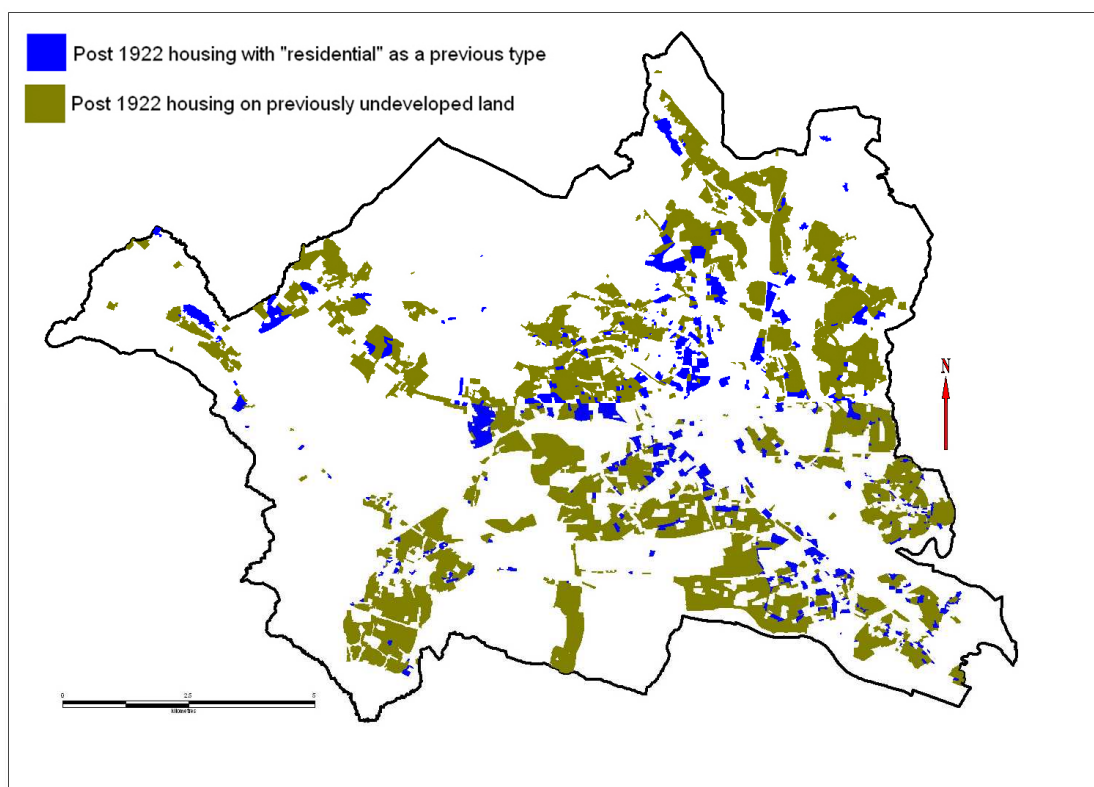 Post 1922 housing with "residential" as a previous type
Post 1922 housing on previously undeveloped land
N
0 2.5 5
kilometres